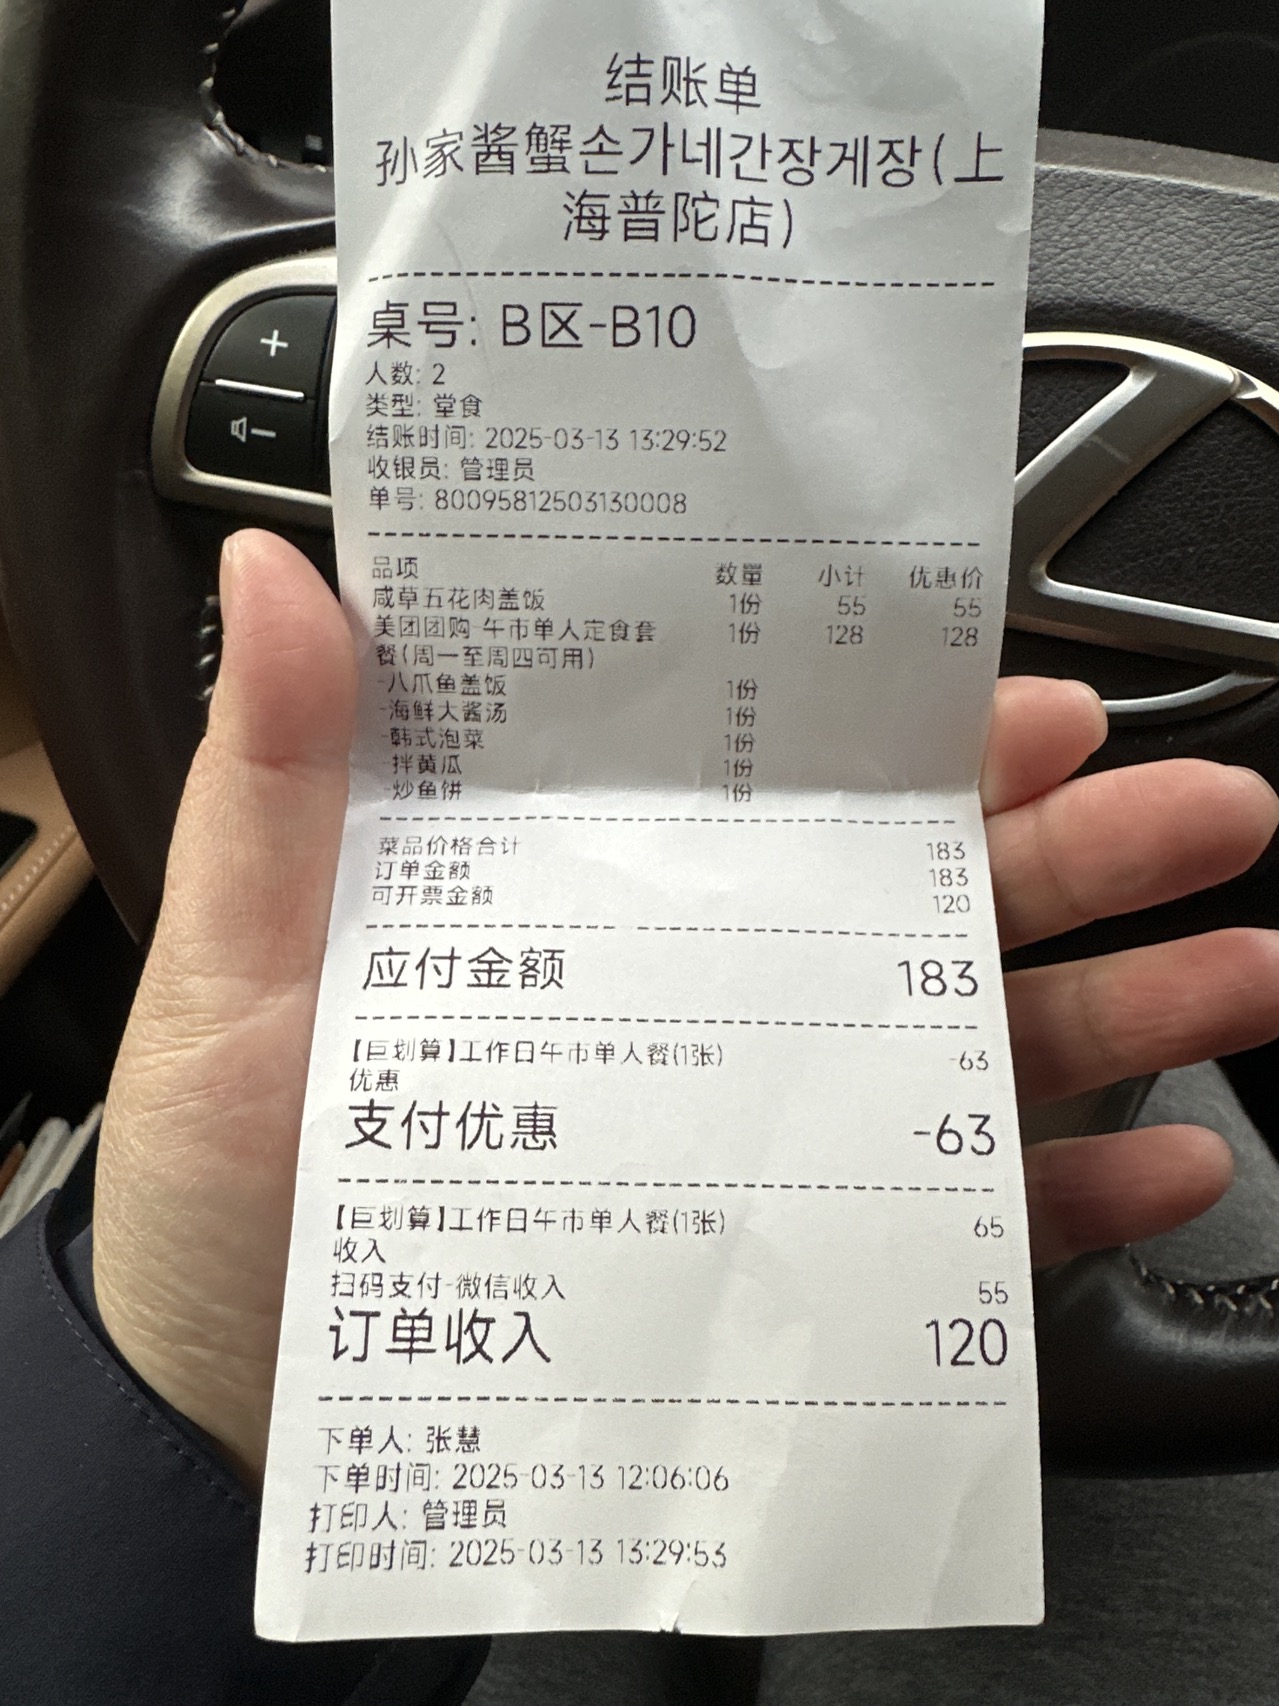 结账单
孙家酱蟹손가네간장게장(上
海普陀店)
桌号: B区-B10
人数: 2
类型: 堂食
结账时间: 2025-03-13 13:29:52
收银员: 管理员
单号: 80095812503130008
品项 数量 小计 优惠价
咸草五花肉盖饭 1份 55 55
美团团购-午市单人定食套 1份 128 128
餐(周一至周四可用)
-八爪鱼盖饭 1份
-海鲜大酱汤 1份
-韩式泡菜 1份
-拌黄瓜 1份
-炒鱼饼 1份
菜品价格合计 183
订单金额 183
可开票金额 120
应付金额 183
【巨划算】工作日午市单人餐(1张) -63
优惠
支付优惠 -63
【巨划算】工作日午市单人餐(1张) 65
收入
扫码支付-微信收入 55
订单收入 120
下单人: 张慧
下单时间: 2025-03-13 12:06:06
打印人: 管理员
打印时间: 2025-03-13 13:29:53